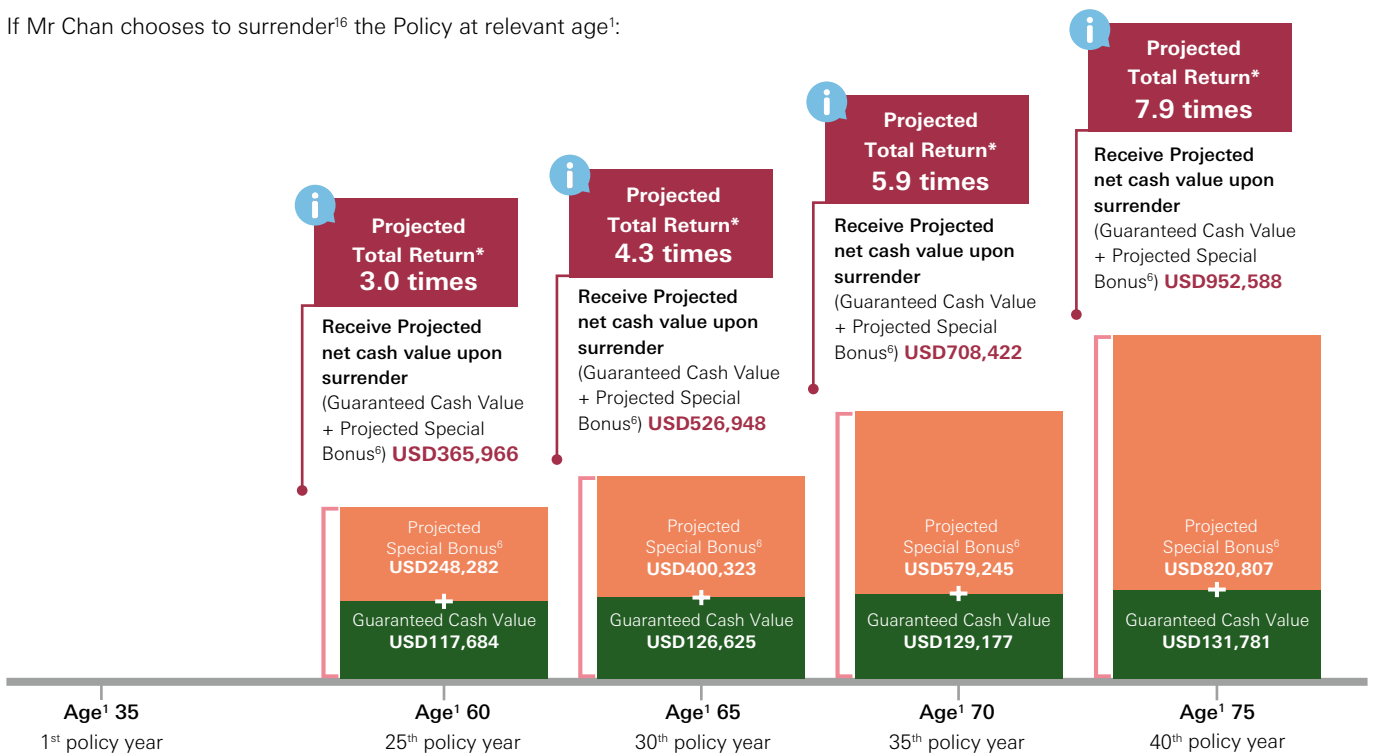 If Mr Chan chooses to surrender¹⁶ the Policy at relevant age¹:
Projected
Total Return*
3.0 times
Receive Projected
net cash value upon
surrender
(Guaranteed Cash Value
+ Projected Special
Bonus⁶) USD365,966
Projected
Special Bonus⁶
USD248,282
+
Guaranteed Cash Value
USD117,684
Projected
Total Return*
4.3 times
Receive Projected
net cash value upon
surrender
(Guaranteed Cash Value
+ Projected Special
Bonus⁶) USD526,948
Projected
Special Bonus⁶
USD400,323
+
Guaranteed Cash Value
USD126,625
Projected
Total Return*
5.9 times
Receive Projected
net cash value upon
surrender
(Guaranteed Cash Value
+ Projected Special
Bonus⁶) USD708,422
Projected
Special Bonus⁶
USD579,245
+
Guaranteed Cash Value
USD129,177
Projected
Total Return*
7.9 times
Receive Projected
net cash value upon
surrender
(Guaranteed Cash Value
+ Projected Special
Bonus⁶) USD952,588
Projected
Special Bonus⁶
USD820,807
+
Guaranteed Cash Value
USD131,781
Age¹ 35
1st policy year
Age¹ 60
25th policy year
Age¹ 65
30th policy year
Age¹ 70
35th policy year
Age¹ 75
40th policy year